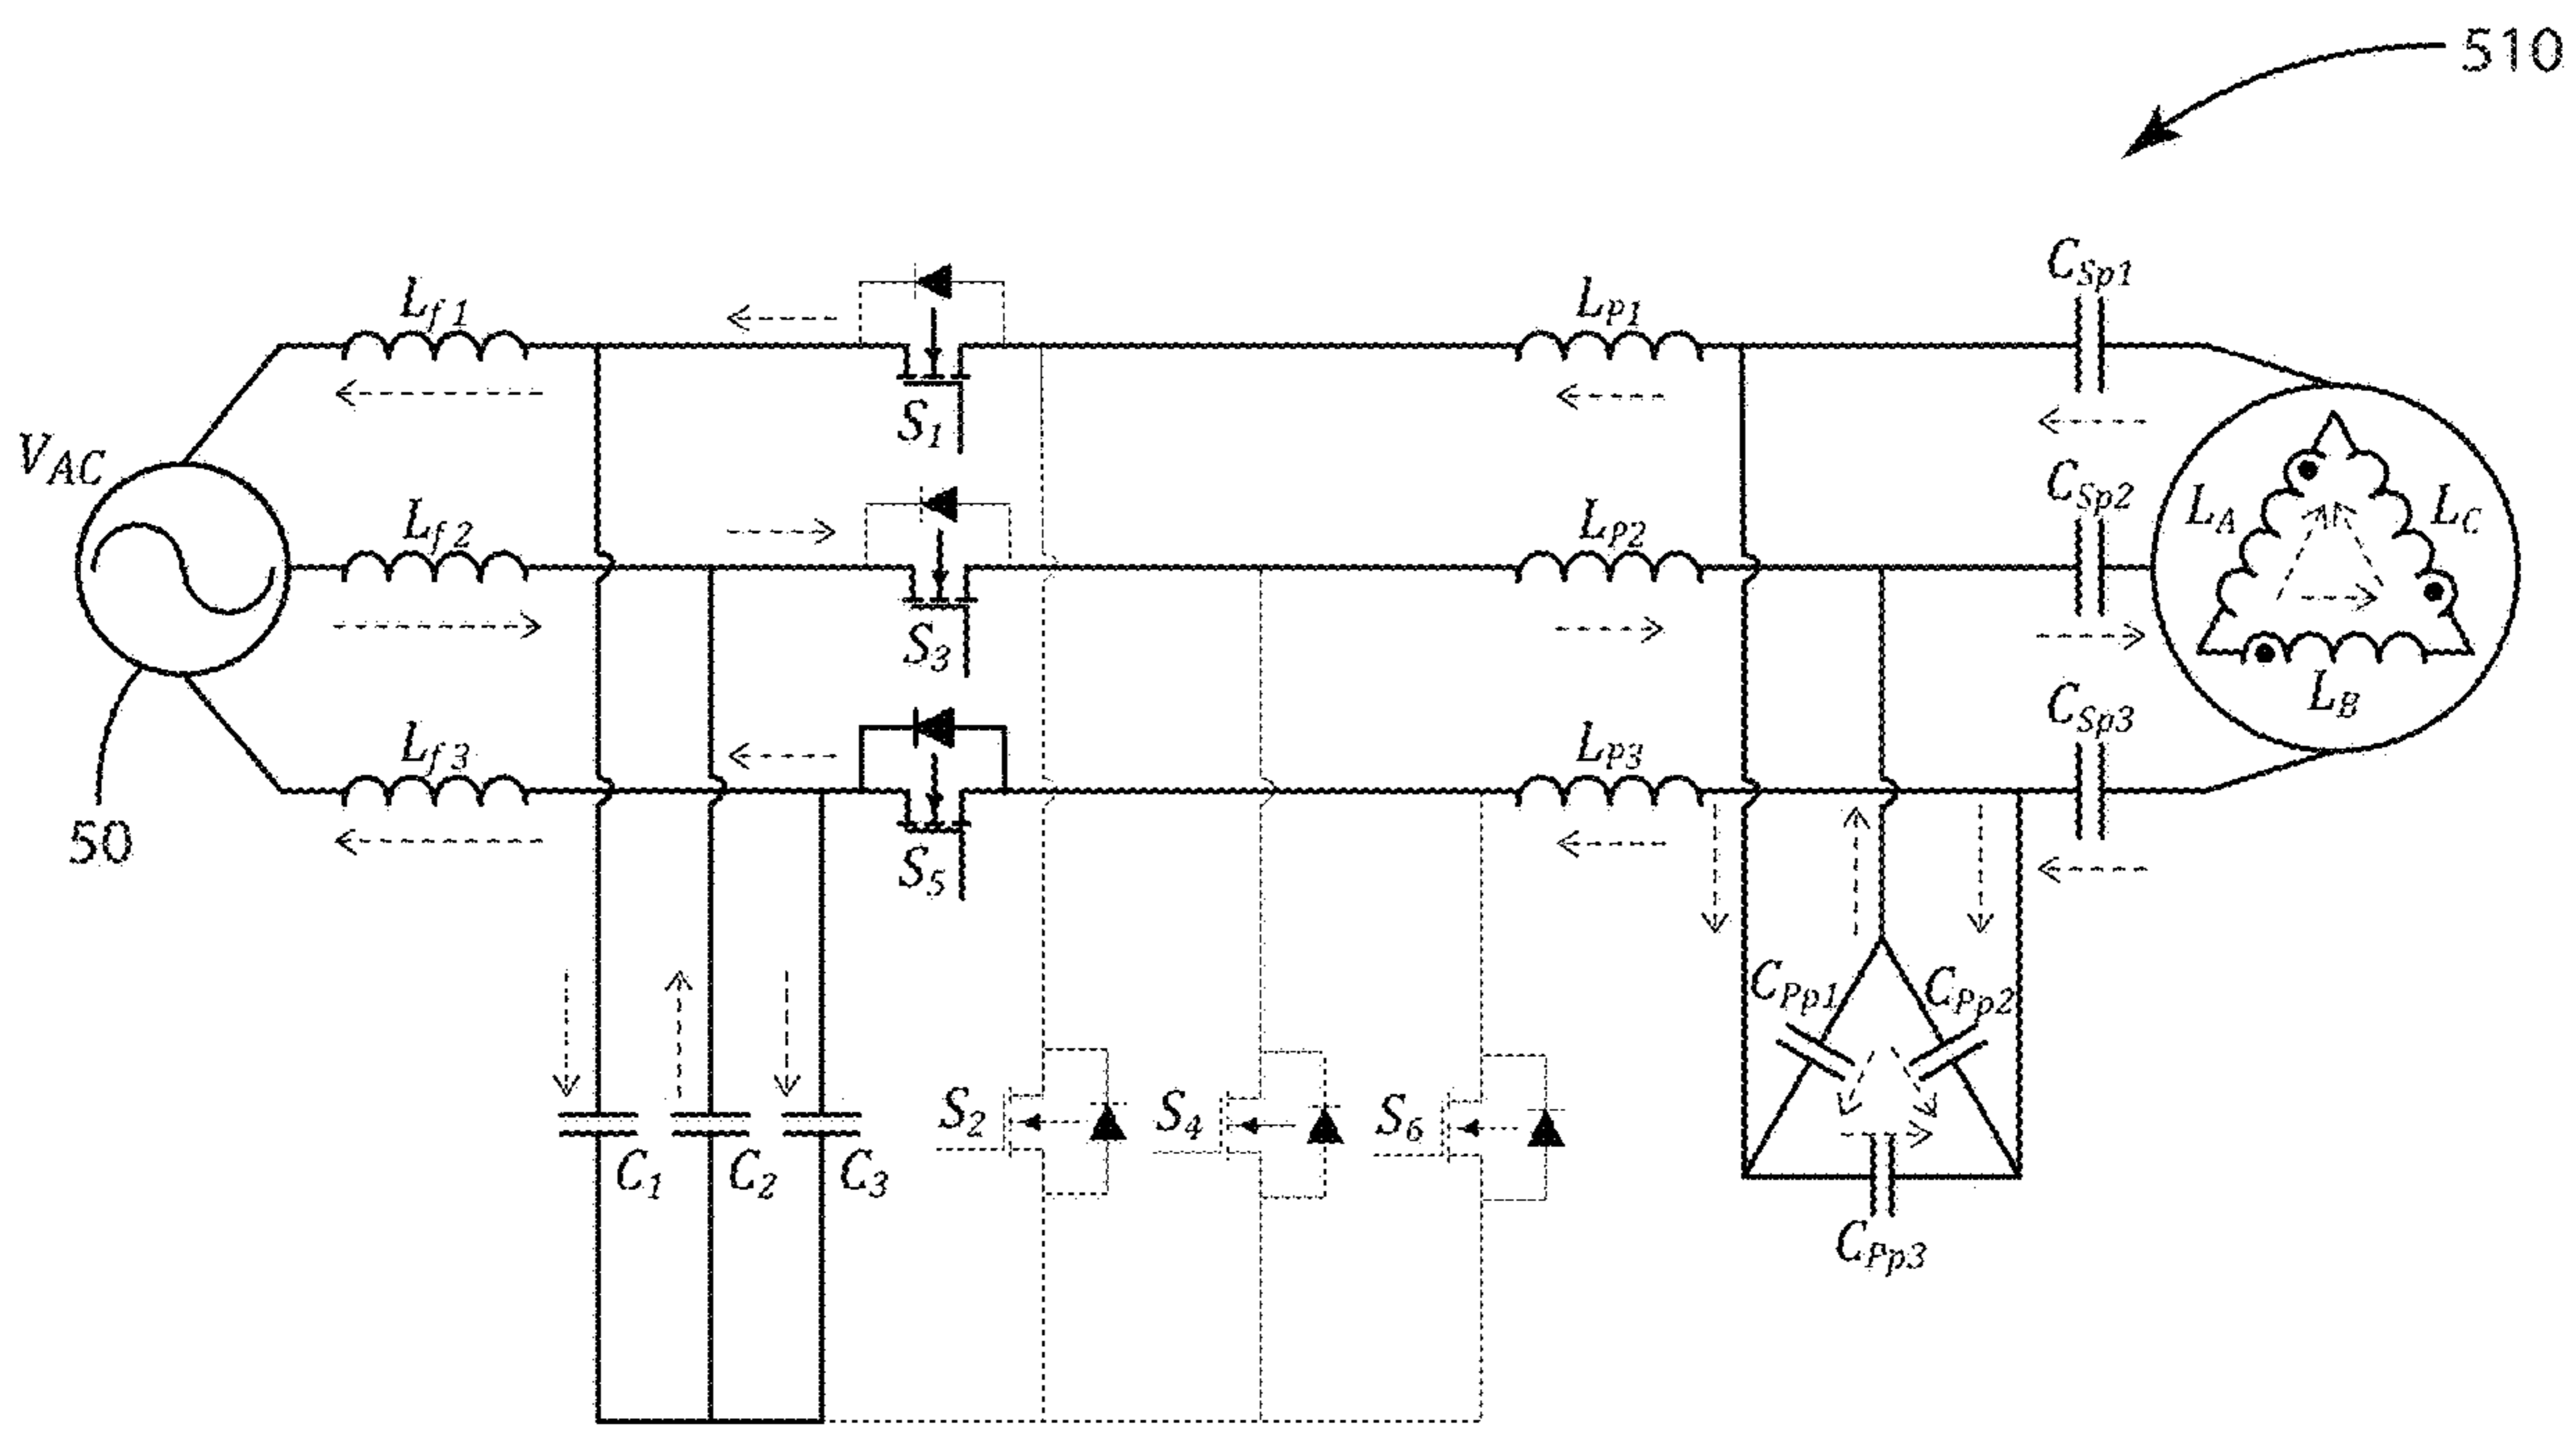 510
C_Sp1
L_f1
L_P1
S_1
V_AC
C_Sp2
L_A
L_C
L_f2
L_P2
S_3
L_B
C_Sp3
L_f3
L_P3
50
S_5
C_Pp1
C_Pp2
S_2
S_4
S_6
C_1
C_2
C_3
C_Pp3